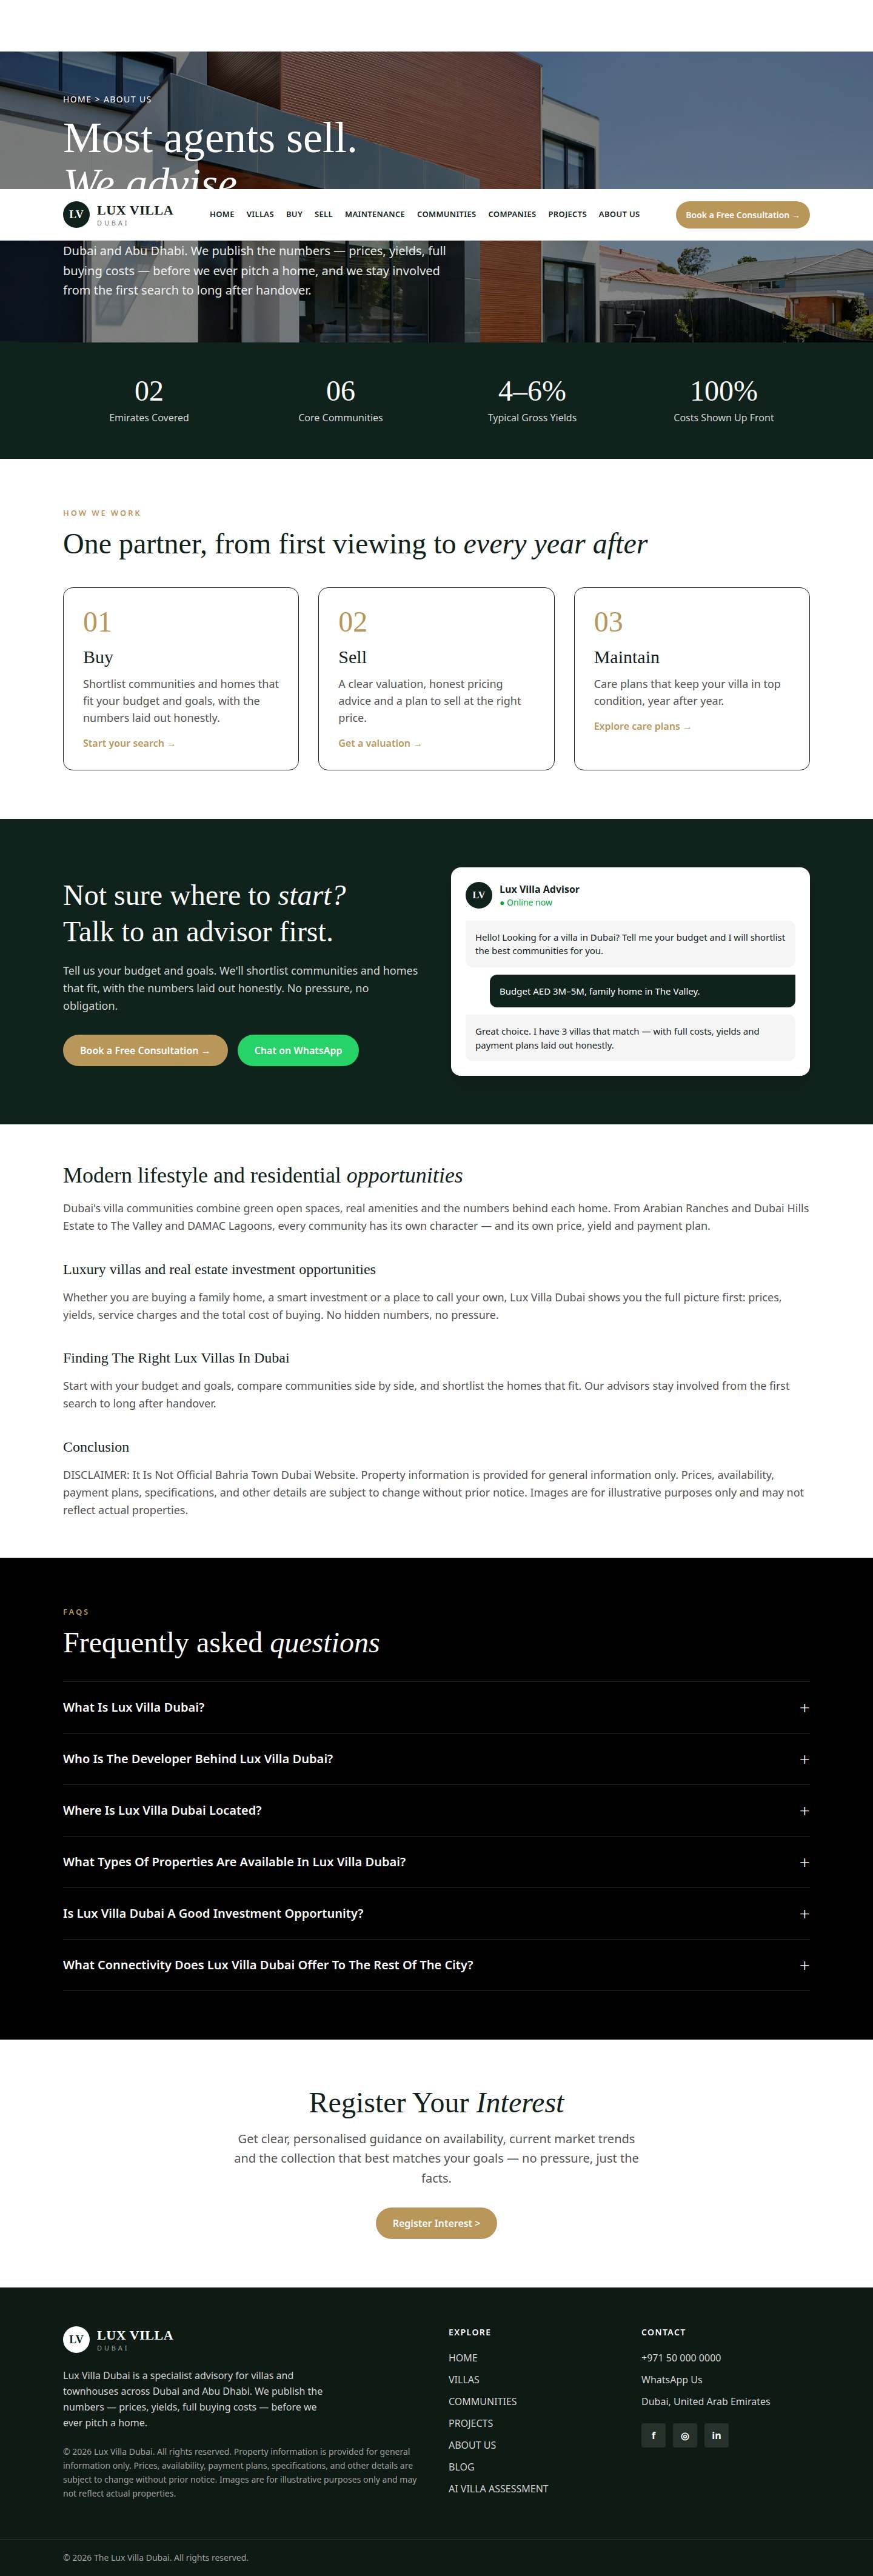 HOME > ABOUT US
Most agents sell.
We advise
LV
LUX VILLA
DUBAI
HOME VILLAS BUY SELL MAINTENANCE COMMUNITIES COMPANIES PROJECTS ABOUT US
Book a Free Consultation →
Dubai and Abu Dhabi. We publish the numbers — prices, yields, full
buying costs — before we ever pitch a home, and we stay involved
from the first search to long after handover.
02
Emirates Covered
06
Core Communities
4–6%
Typical Gross Yields
100%
Costs Shown Up Front
HOW WE WORK
One partner, from first viewing to every year after
01
Buy
Shortlist communities and homes that
fit your budget and goals, with the
numbers laid out honestly.
Start your search →
02
Sell
A clear valuation, honest pricing
advice and a plan to sell at the right
price.
Get a valuation →
03
Maintain
Care plans that keep your villa in top
condition, year after year.
Explore care plans →
Not sure where to start?
Talk to an advisor first.
Tell us your budget and goals. We'll shortlist communities and homes
that fit, with the numbers laid out honestly. No pressure, no
obligation.
Book a Free Consultation →
Chat on WhatsApp
LV
Lux Villa Advisor
● Online now
Hello! Looking for a villa in Dubai? Tell me your budget and I will shortlist
the best communities for you.
Budget AED 3M–5M, family home in The Valley.
Great choice. I have 3 villas that match — with full costs, yields and
payment plans laid out honestly.
Modern lifestyle and residential opportunities
Dubai's villa communities combine green open spaces, real amenities and the numbers behind each home. From Arabian Ranches and Dubai Hills
Estate to The Valley and DAMAC Lagoons, every community has its own character — and its own price, yield and payment plan.
Luxury villas and real estate investment opportunities
Whether you are buying a family home, a smart investment or a place to call your own, Lux Villa Dubai shows you the full picture first: prices,
yields, service charges and the total cost of buying. No hidden numbers, no pressure.
Finding The Right Lux Villas In Dubai
Start with your budget and goals, compare communities side by side, and shortlist the homes that fit. Our advisors stay involved from the first
search to long after handover.
Conclusion
DISCLAIMER: It Is Not Official Bahria Town Dubai Website. Property information is provided for general information only. Prices, availability,
payment plans, specifications, and other details are subject to change without prior notice. Images are for illustrative purposes only and may not
reflect actual properties.
FAQS
Frequently asked questions
What Is Lux Villa Dubai? +
Who Is The Developer Behind Lux Villa Dubai? +
Where Is Lux Villa Dubai Located? +
What Types Of Properties Are Available In Lux Villa Dubai? +
Is Lux Villa Dubai A Good Investment Opportunity? +
What Connectivity Does Lux Villa Dubai Offer To The Rest Of The City? +
Register Your Interest
Get clear, personalised guidance on availability, current market trends
and the collection that best matches your goals — no pressure, just the
facts.
Register Interest >
LV
LUX VILLA
DUBAI
Lux Villa Dubai is a specialist advisory for villas and
townhouses across Dubai and Abu Dhabi. We publish the
numbers — prices, yields, full buying costs — before we
ever pitch a home.
© 2026 Lux Villa Dubai. All rights reserved. Property information is provided for general
information only. Prices, availability, payment plans, specifications, and other details are
subject to change without prior notice. Images are for illustrative purposes only and may
not reflect actual properties.
EXPLORE
HOME
VILLAS
COMMUNITIES
PROJECTS
ABOUT US
BLOG
AI VILLA ASSESSMENT
CONTACT
+971 50 000 0000
WhatsApp Us
Dubai, United Arab Emirates
f ◎ in
© 2026 The Lux Villa Dubai. All rights reserved.